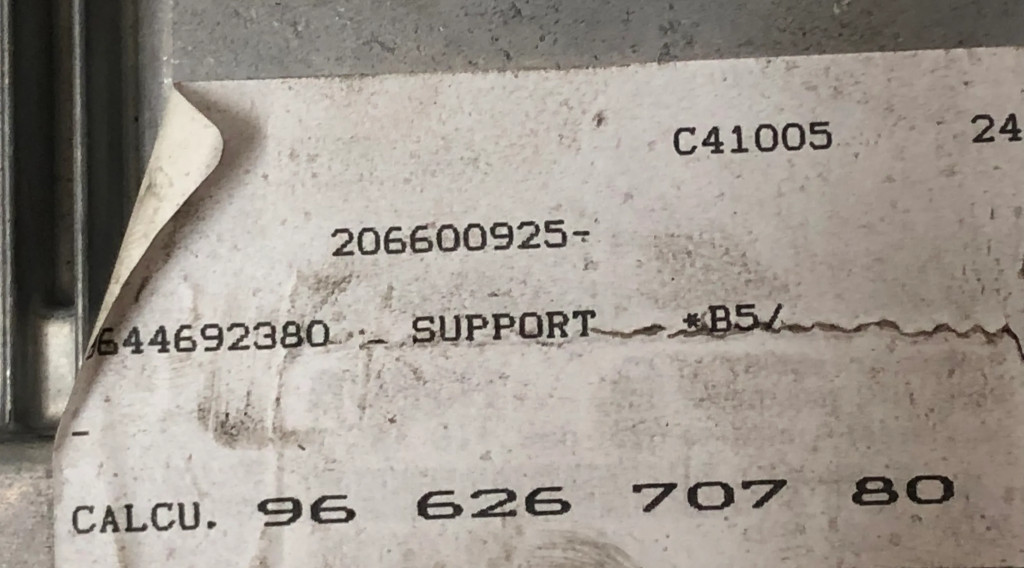 C41005 24
206600925-
644692380 - SUPPORT *B5/
-
CALCU. 96 626 707 80